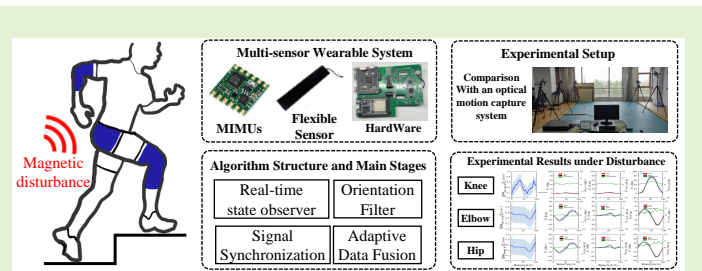 Magnetic
disturbance
Multi-sensor Wearable System
MIMUs
Flexible
Sensor
HardWare
Algorithm Structure and Main Stages
Real-time
state observer
Orientation
Filter
Signal
Synchronization
Adaptive
Data Fusion
Experimental Setup
Comparison
With an optical
motion capture
system
Experimental Results under Disturbance
Knee
Elbow
Hip